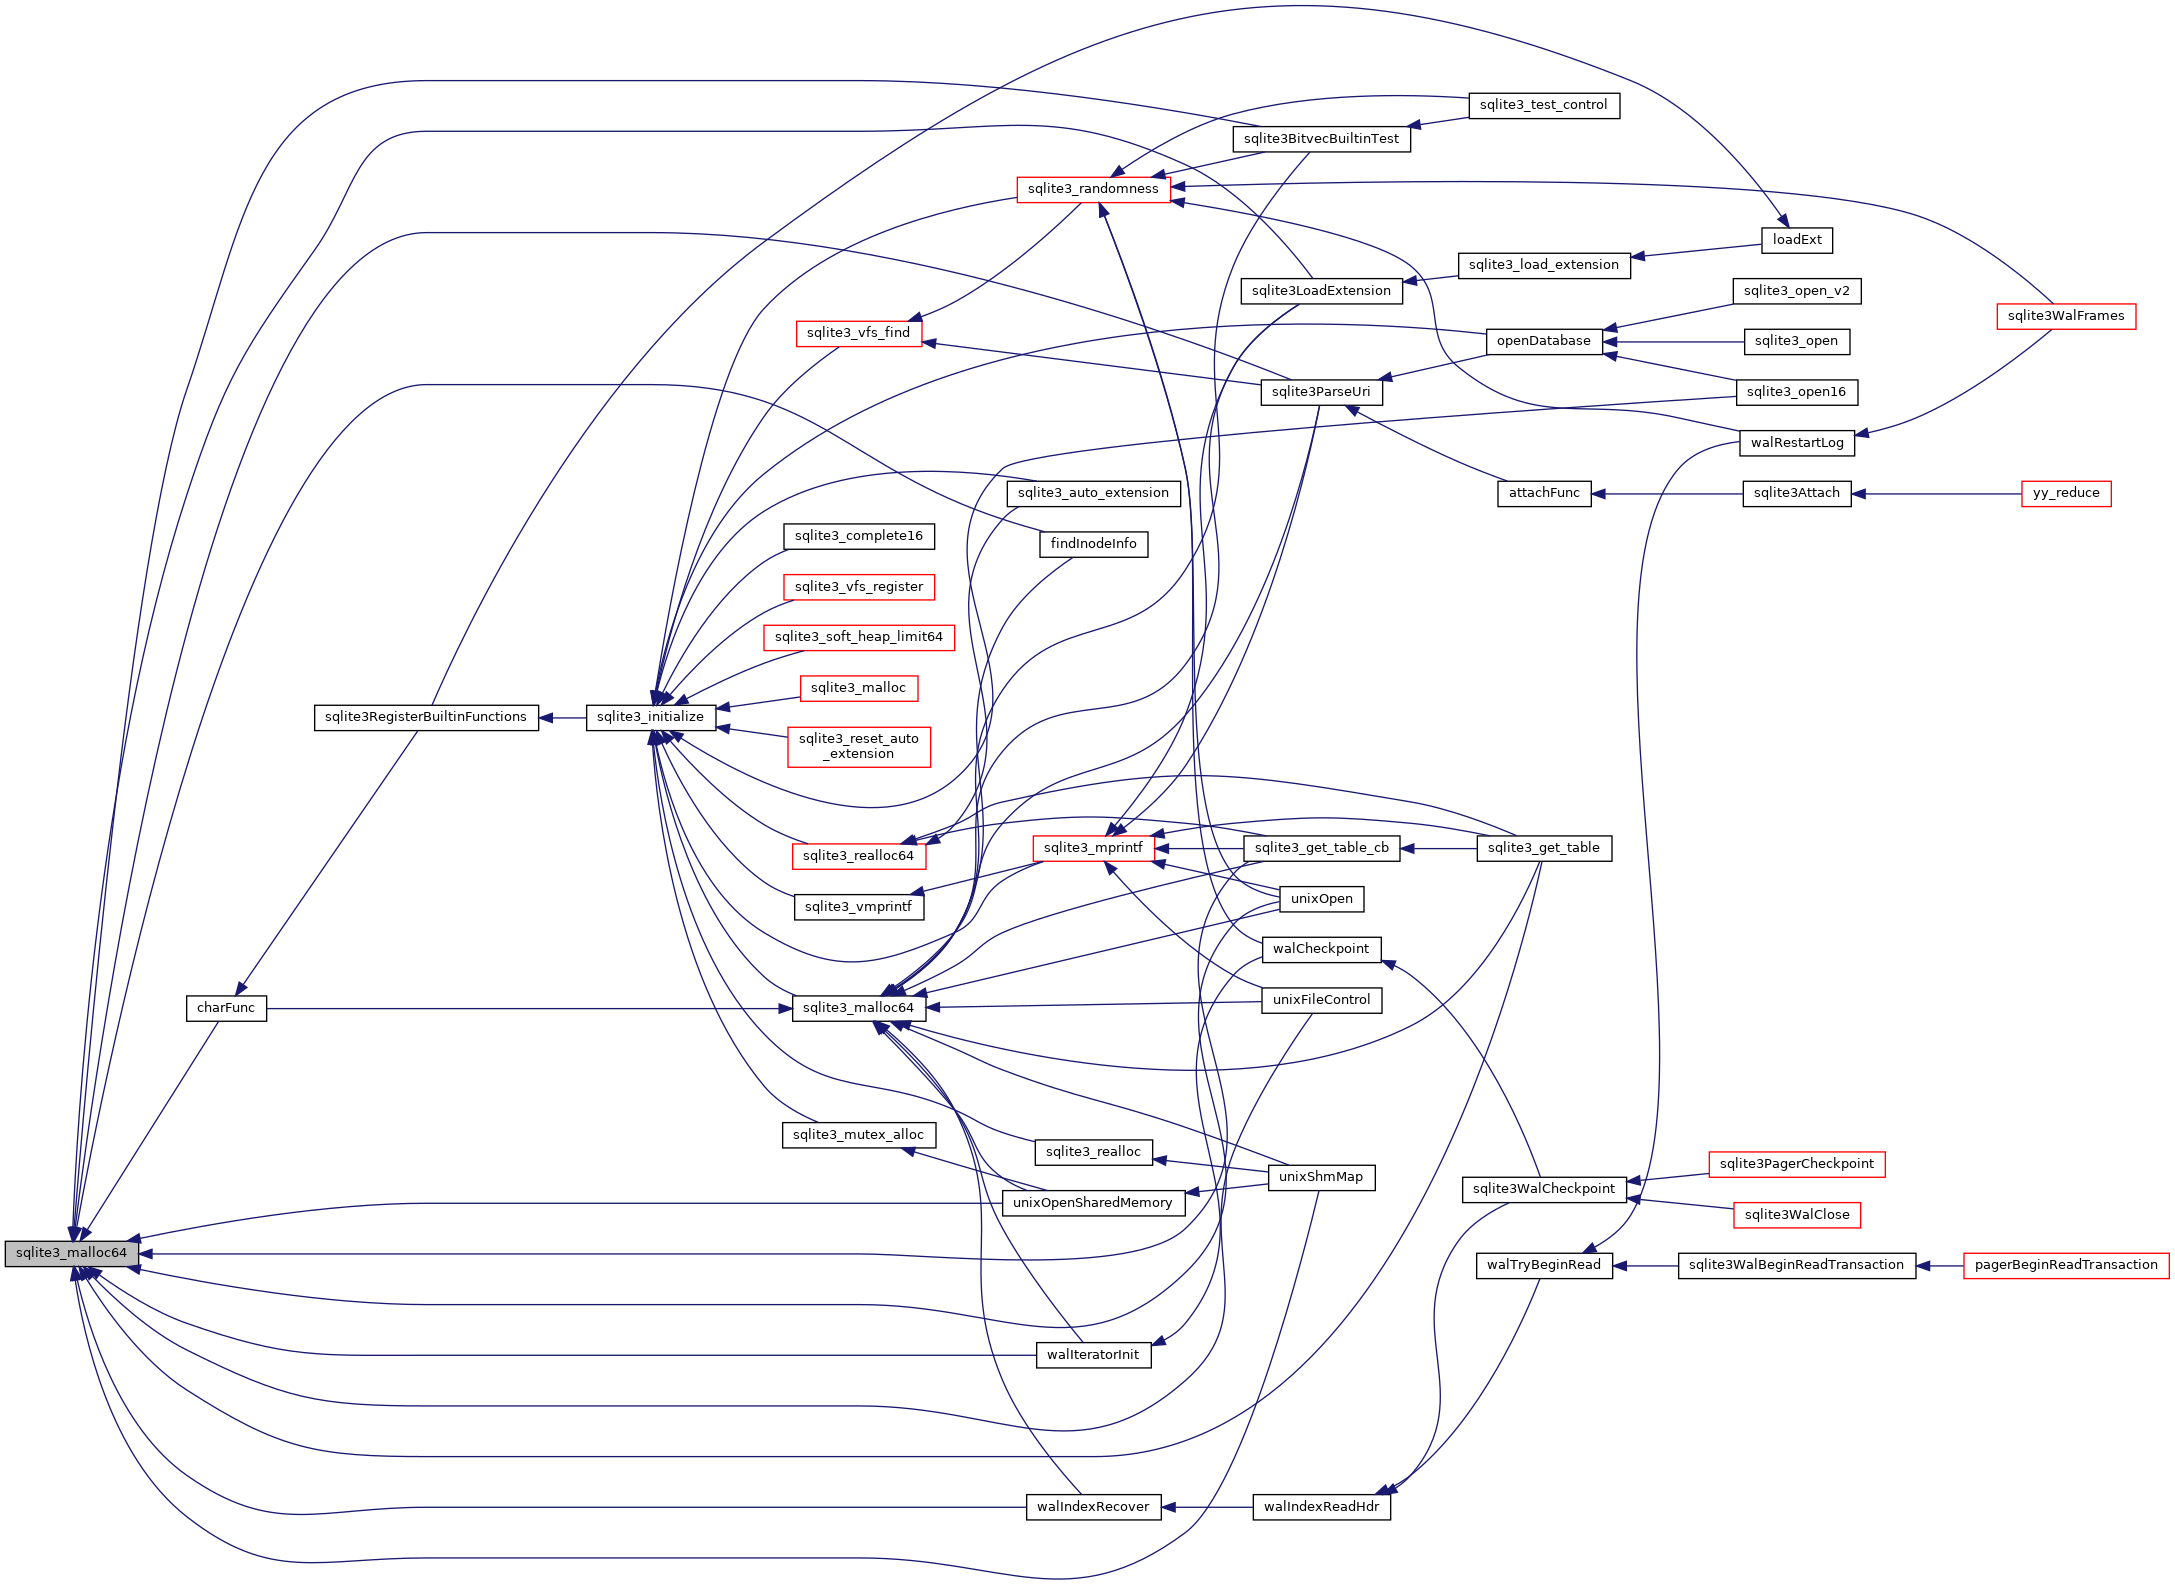 sqlite3_test_control
sqlite3BitvecBuiltinTest
sqlite3_randomness
loadExt
sqlite3_load_extension
sqlite3LoadExtension
sqlite3_open_v2
sqlite3WalFrames
sqlite3_vfs_find
openDatabase
sqlite3_open
sqlite3ParseUri
sqlite3_open16
walRestartLog
sqlite3_auto_extension
attachFunc
sqlite3Attach
yy_reduce
sqlite3_complete16
findInodeInfo
sqlite3_vfs_register
sqlite3_soft_heap_limit64
sqlite3_malloc
sqlite3RegisterBuiltinFunctions
sqlite3_initialize
sqlite3_reset_auto
_extension
sqlite3_realloc64
sqlite3_mprintf
sqlite3_get_table_cb
sqlite3_get_table
sqlite3_vmprintf
unixOpen
walCheckpoint
charFunc
sqlite3_malloc64
unixFileControl
sqlite3_mutex_alloc
sqlite3_realloc
sqlite3PagerCheckpoint
unixShmMap
sqlite3WalCheckpoint
unixOpenSharedMemory
sqlite3WalClose
sqlite3_malloc64
walTryBeginRead
sqlite3WalBeginReadTransaction
pagerBeginReadTransaction
walIteratorInit
walIndexRecover
walIndexReadHdr